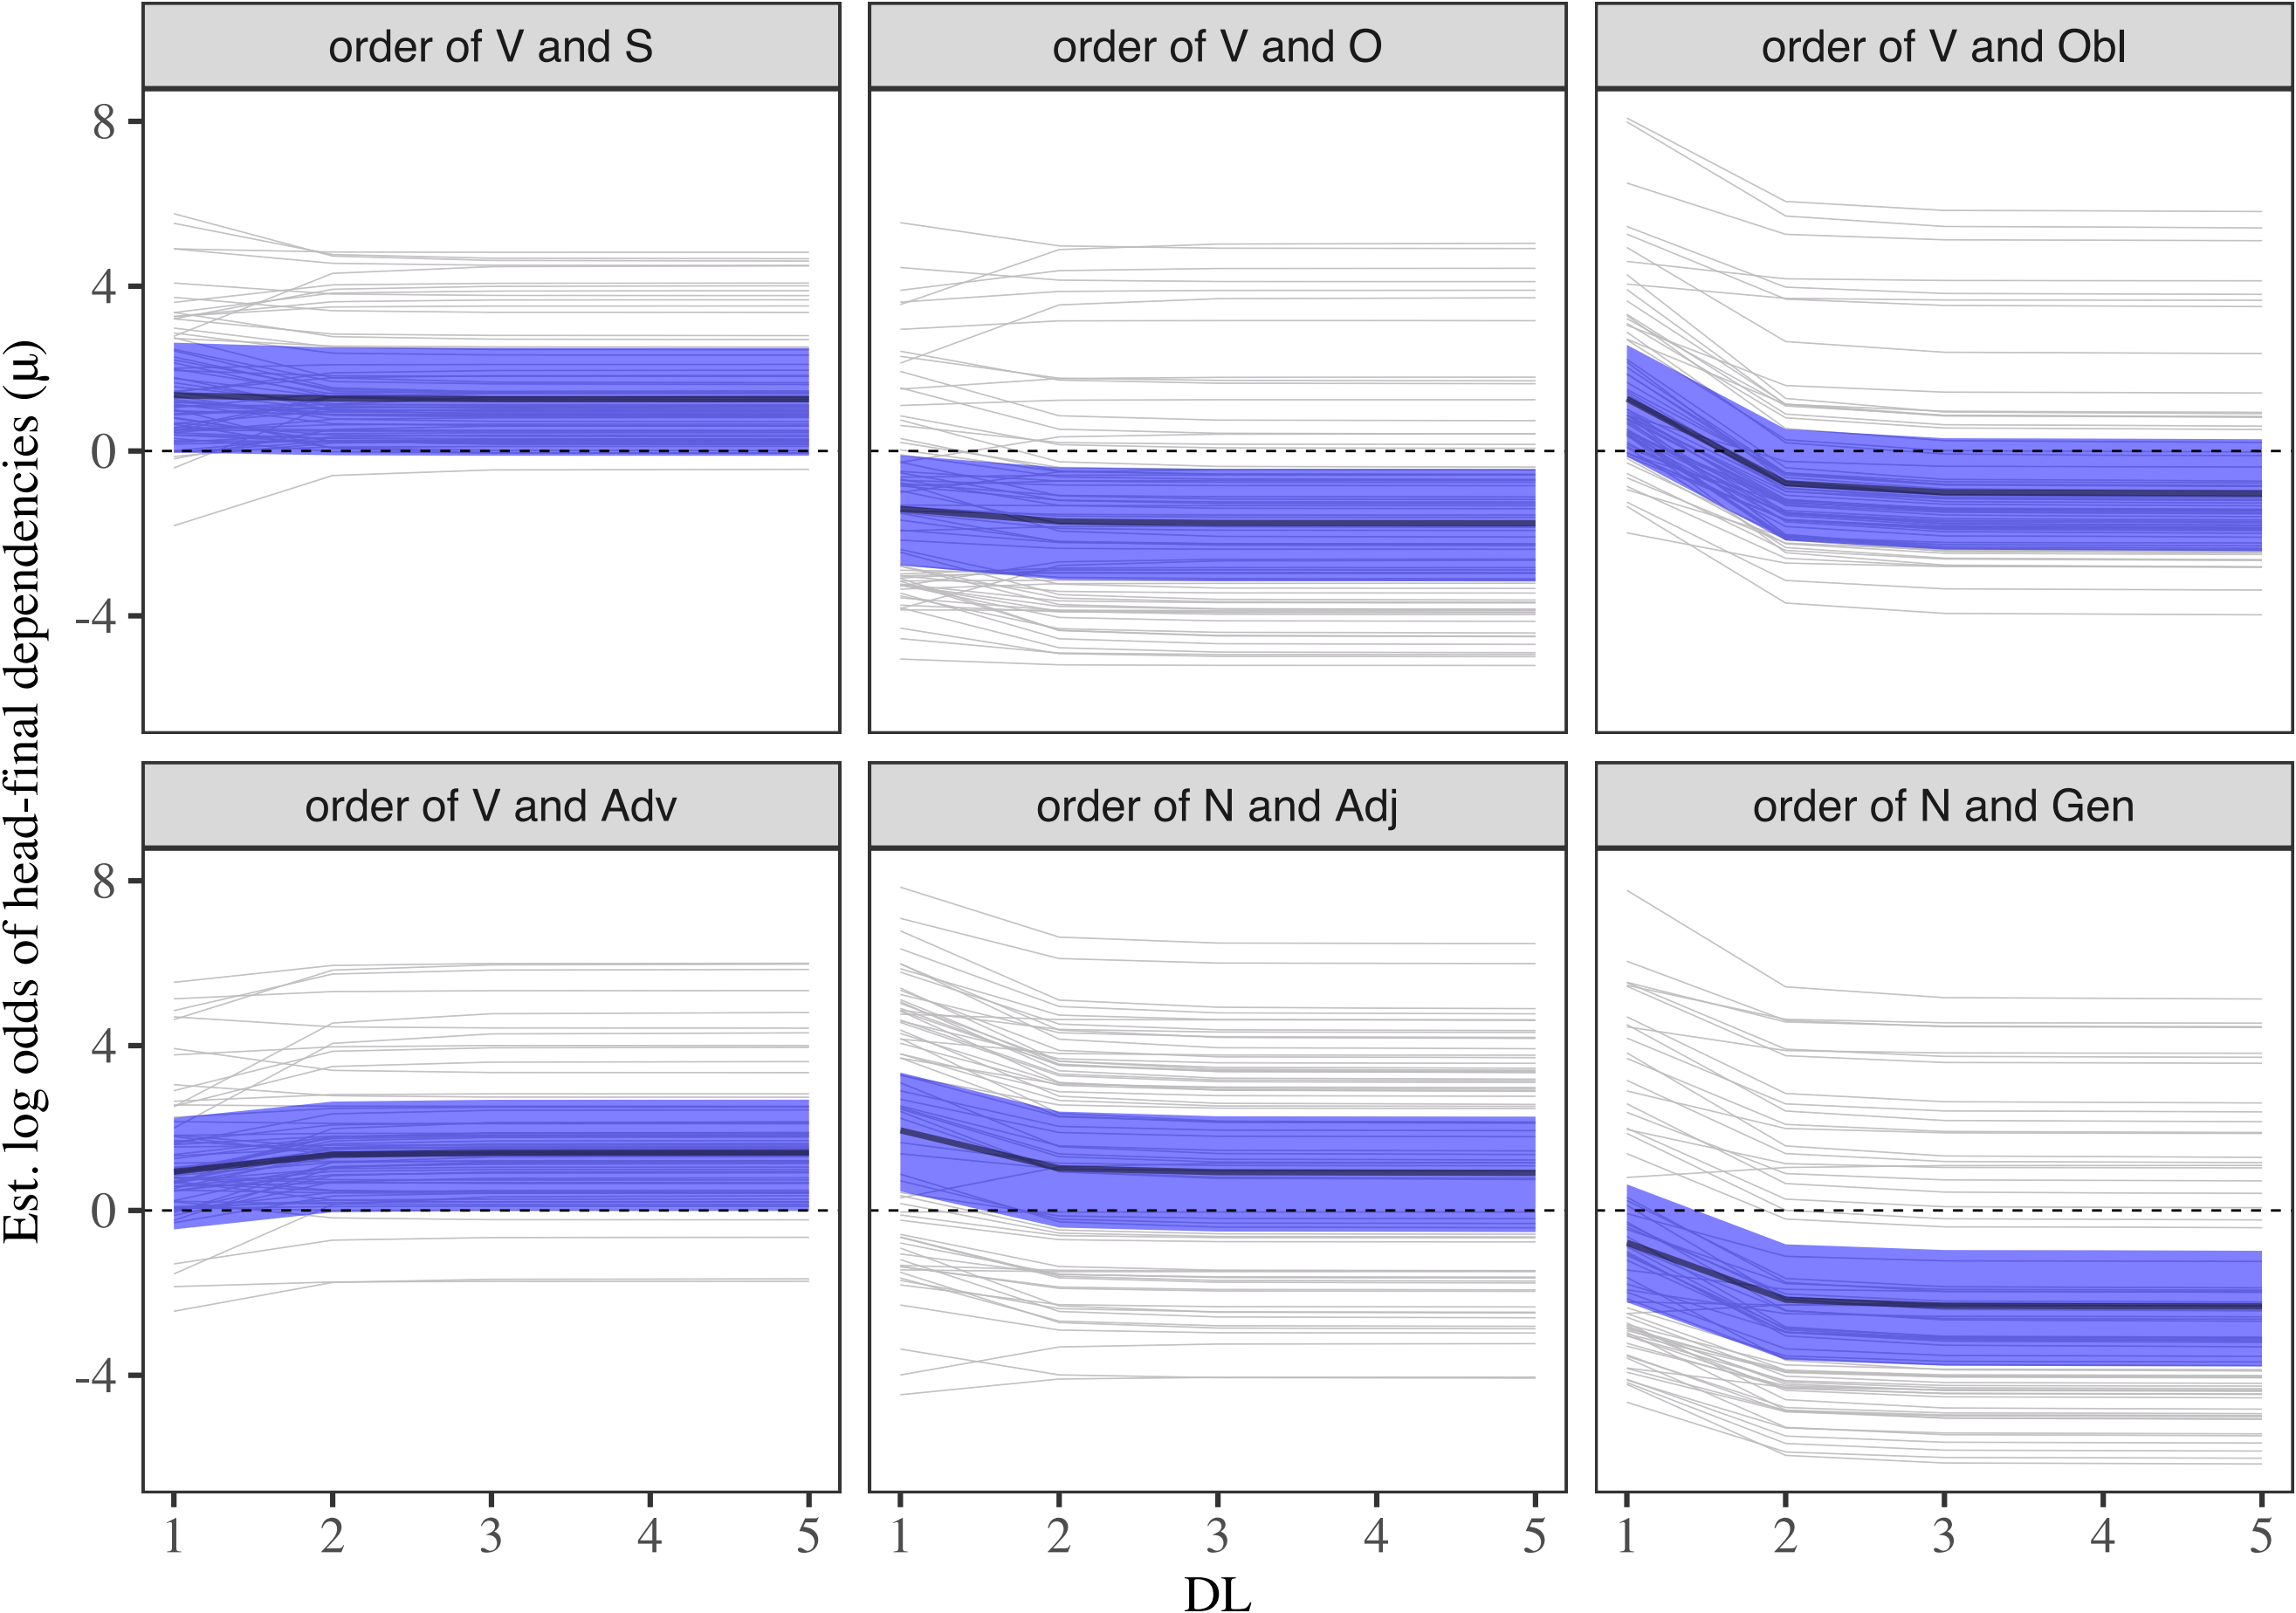 order of V and S
order of V and O
order of V and Obl
8
4
0
-4
Est. log odds of head-final dependencies (μ)
order of V and Adv
order of N and Adj
order of N and Gen
8
4
0
-4
1 2 3 4 5
1 2 3 4 5
1 2 3 4 5
DL